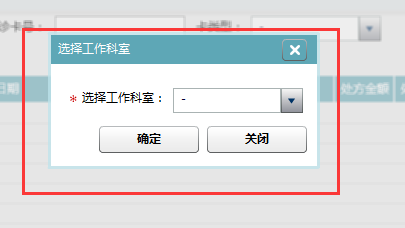 诊卡号：
卡类型： -
选择工作科室
日期
处方金额
* 选择工作科室： -
确定 关闭